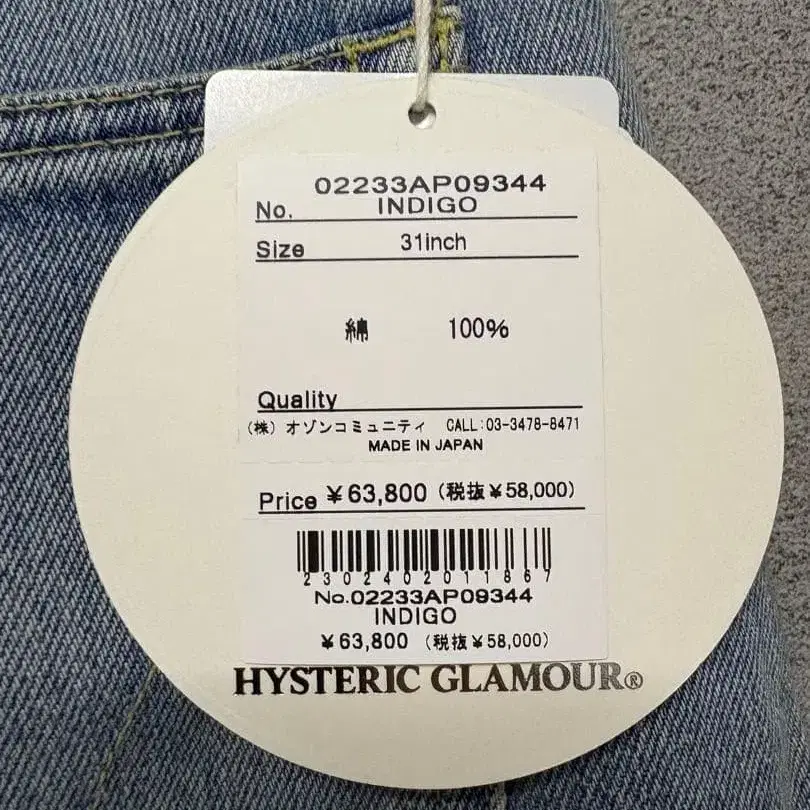 02233AP09344
No. INDIGO
Size 31inch
綿 100%
Quality
(株) オゾンコミュニティ CALL:03-3478-8471
MADE IN JAPAN
Price ¥63,800 (税抜¥58,000)
2302402011867
No.02233AP09344
INDIGO
¥63,800 (税抜¥58,000)
HYSTERIC GLAMOUR®